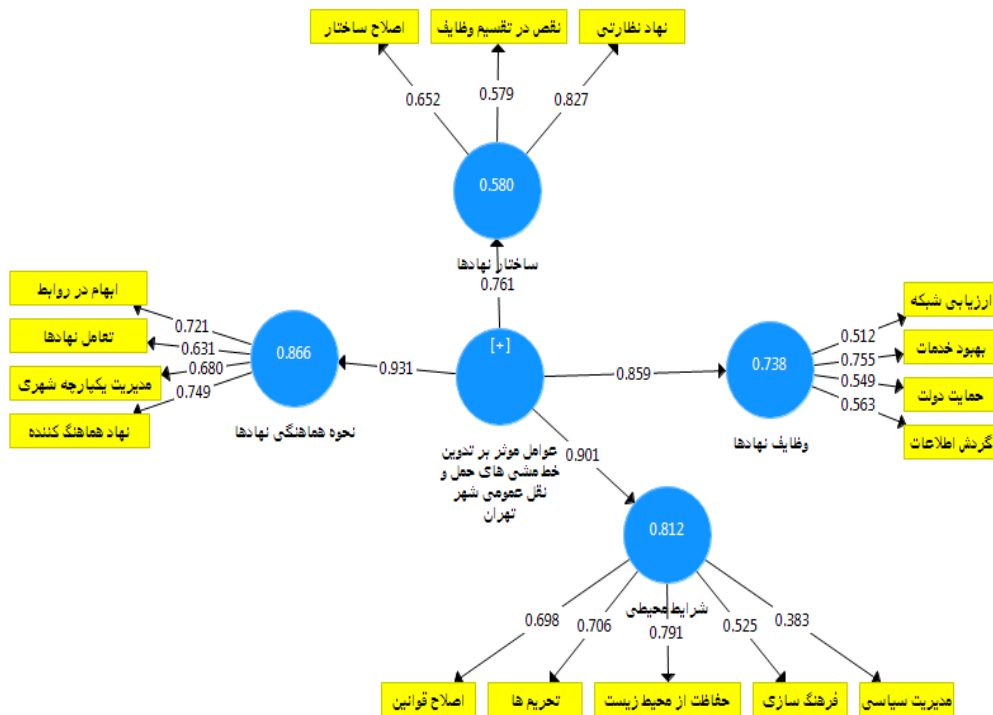 نهاد نظارتی
نقص در تقسیم وظایف
اصلاح ساختار
0.652
0.579
0.827
0.580
ساختار نهادها
0.761
ابهام در روابط
تعامل نهادها
مدیریت یکپارچه شهری
نهاد هماهنگ کننده
0.721
0.631
0.680
0.749
0.866
نحوه هماهنگی نهادها
0.931
[+]
عوامل موثر بر تدوین
خط مشی های حمل و
نقل عمومی شهر
تهران
0.859
0.738
وظایف نهادها
0.512
0.755
0.549
0.563
ارزیابی شبکه
بهبود خدمات
حمایت دولت
گردش اطلاعات
0.901
0.812
شرایط محیطی
0.698
0.706
0.791
0.525
0.383
اصلاح قوانین
تحریم ها
حفاظت از محیط زیست
فرهنگ سازی
مدیریت سیاسی